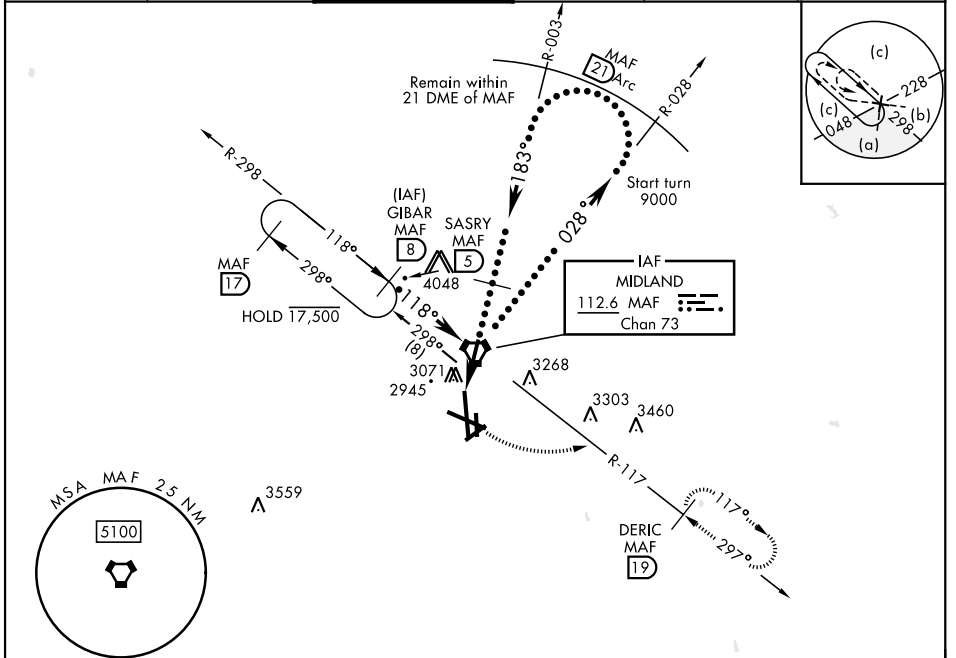 R-003
MAF
21 Arc
Remain within
21 DME of MAF
R-028
(c)
228
(c)
(b)
048
298
(a)
183°
028°
Start turn
9000
R-298
(IAF)
GIBAR
MAF
8
SASRY
MAF
5
4048
118°
298°
MAF
17
HOLD 17,500
118°
298°
(8)
IAF
MIDLAND
112.6 MAF
Chan 73
3071
2945
3268
3303
3460
R-117
MSA MAF 25 NM
5100
3559
DERIC
MAF
19
117°
297°